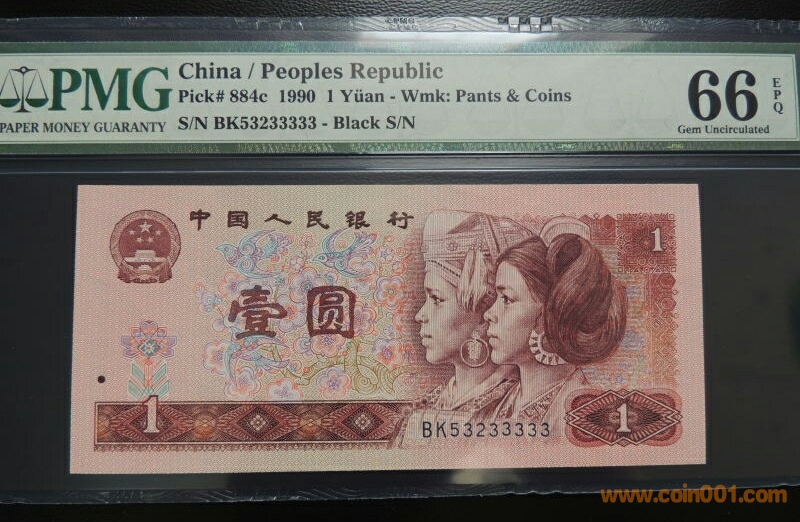 PMG
PAPER MONEY GUARANTY
China / Peoples Republic
Pick# 884c 1990 1 Yüan - Wmk: Pants & Coins
S/N BK53233333 - Black S/N
66 EPQ
Gem Uncirculated
中国人民银行
1
壹圆
1
BK53233333
1
www.coin001.com